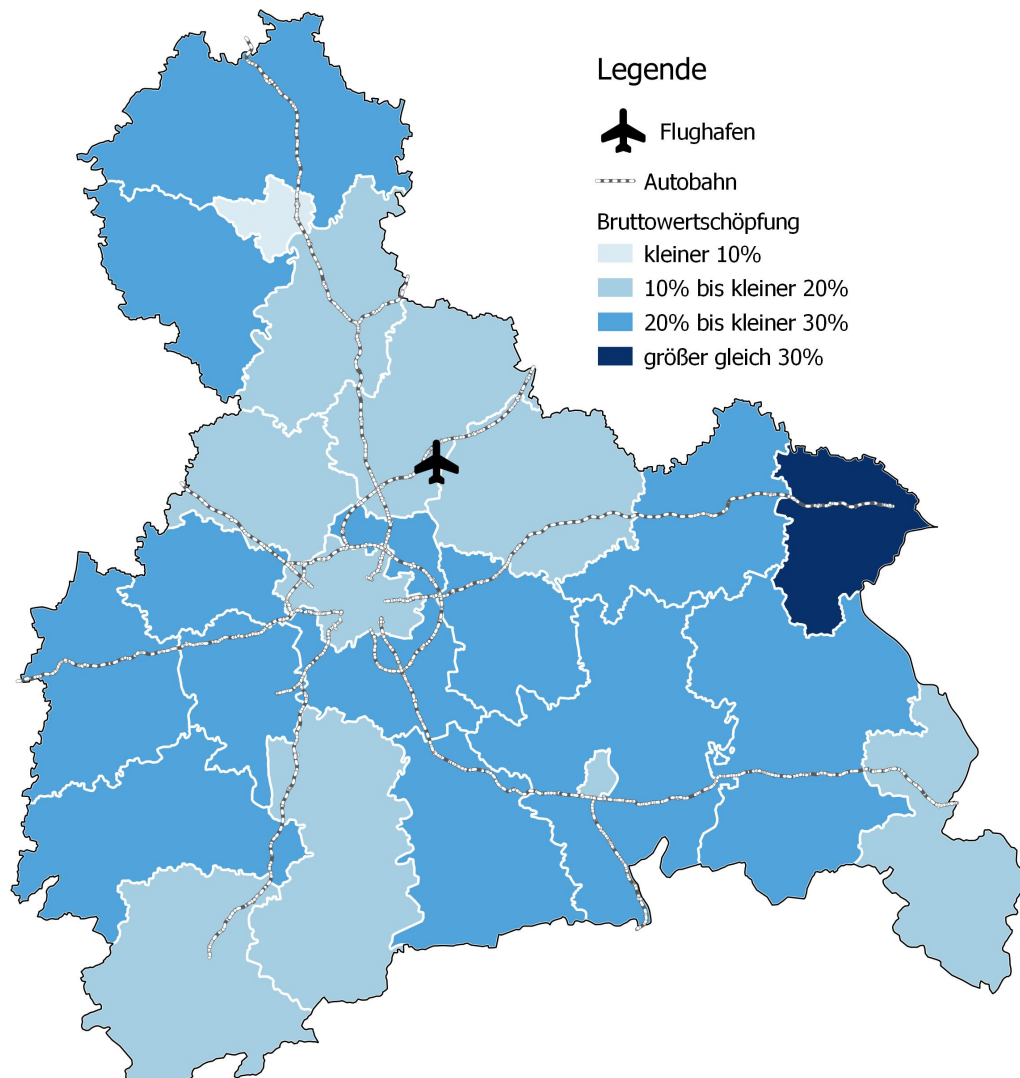 Legende
Flughafen
Autobahn
Bruttowertschöpfung
kleiner 10%
10% bis kleiner 20%
20% bis kleiner 30%
größer gleich 30%